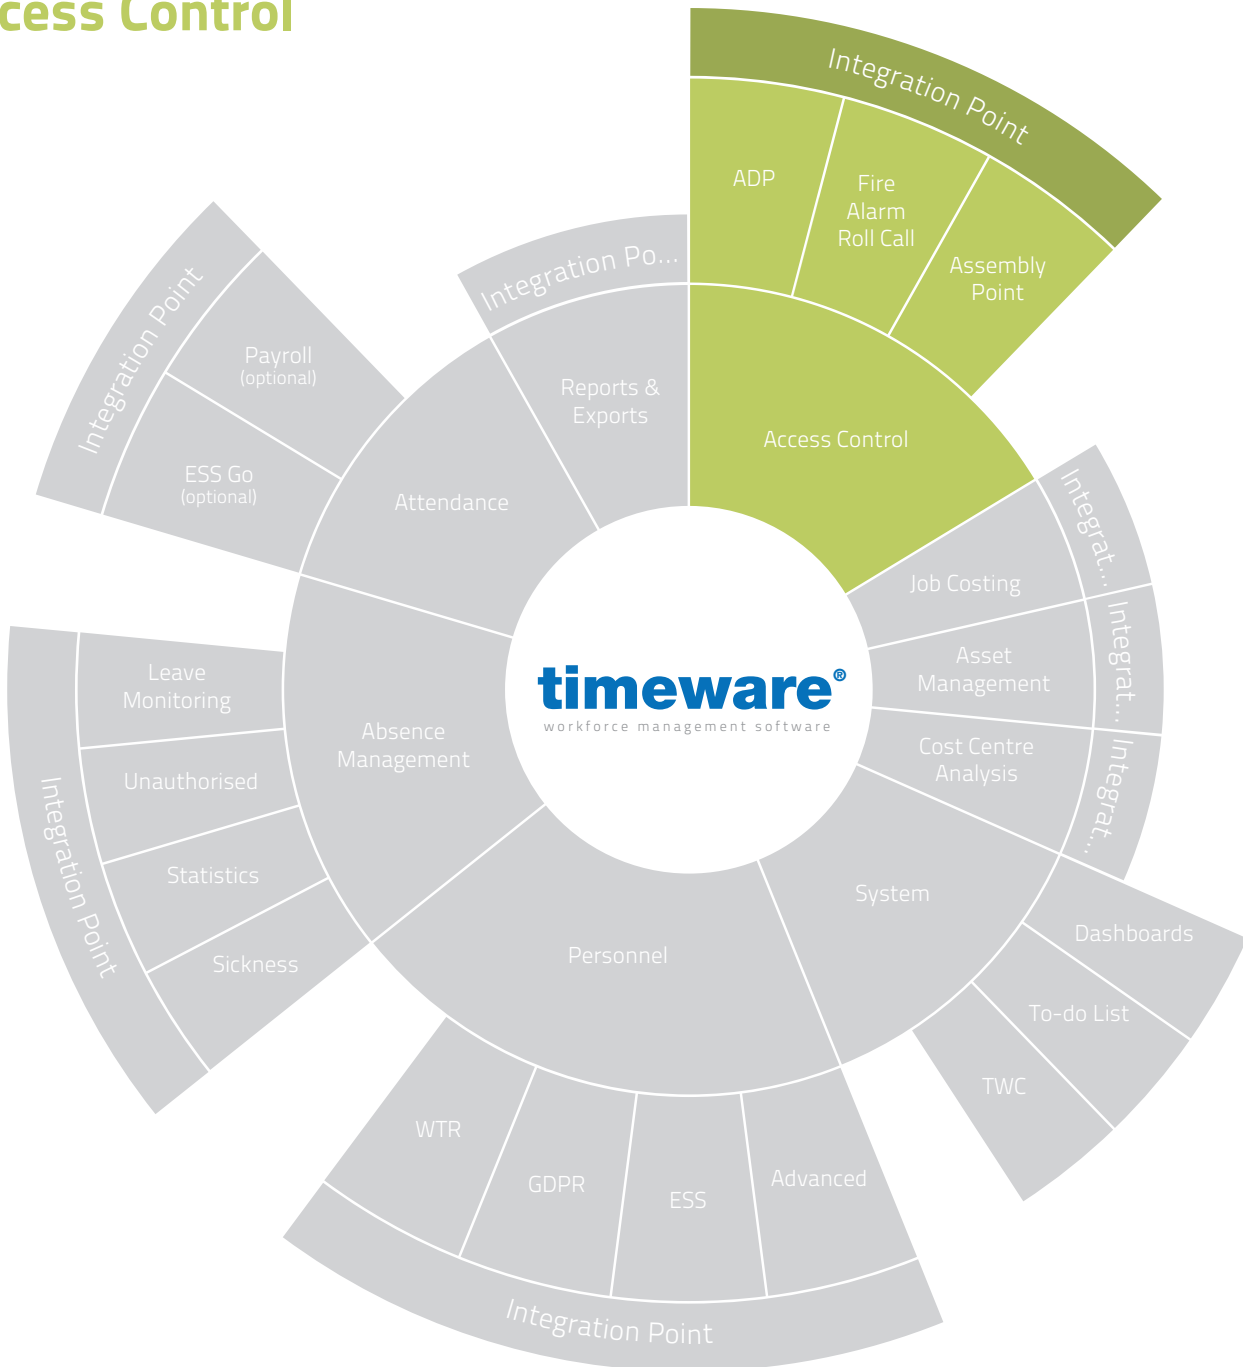 cess Control
Integration Point
ADP
Fire
Alarm
Roll Call
Assembly
Point
Access Control
Integration Po...
Reports &
Exports
Integration Point
Payroll
(optional)
ESS Go
(optional)
Attendance
Integrat...
Job Costing
Integrat...
Asset
Management
Integrat...
Cost Centre
Analysis
timeware®
workforce management software
Leave
Monitoring
Unauthorised
Statistics
Sickness
Integration Point
Absence
Management
System
Dashboards
To-do List
TWC
Personnel
WTR
GDPR
ESS
Advanced
Integration Point